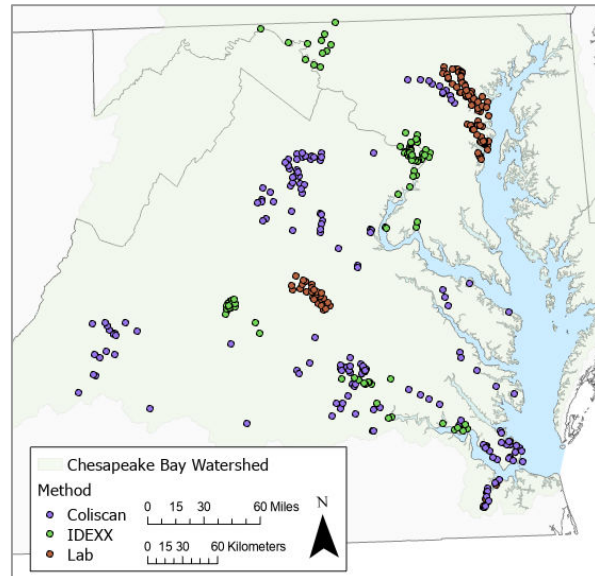 Chesapeake Bay Watershed
Method
Coliscan
IDEXX
Lab
0 15 30 60 Miles
0 15 30 60 Kilometers
N